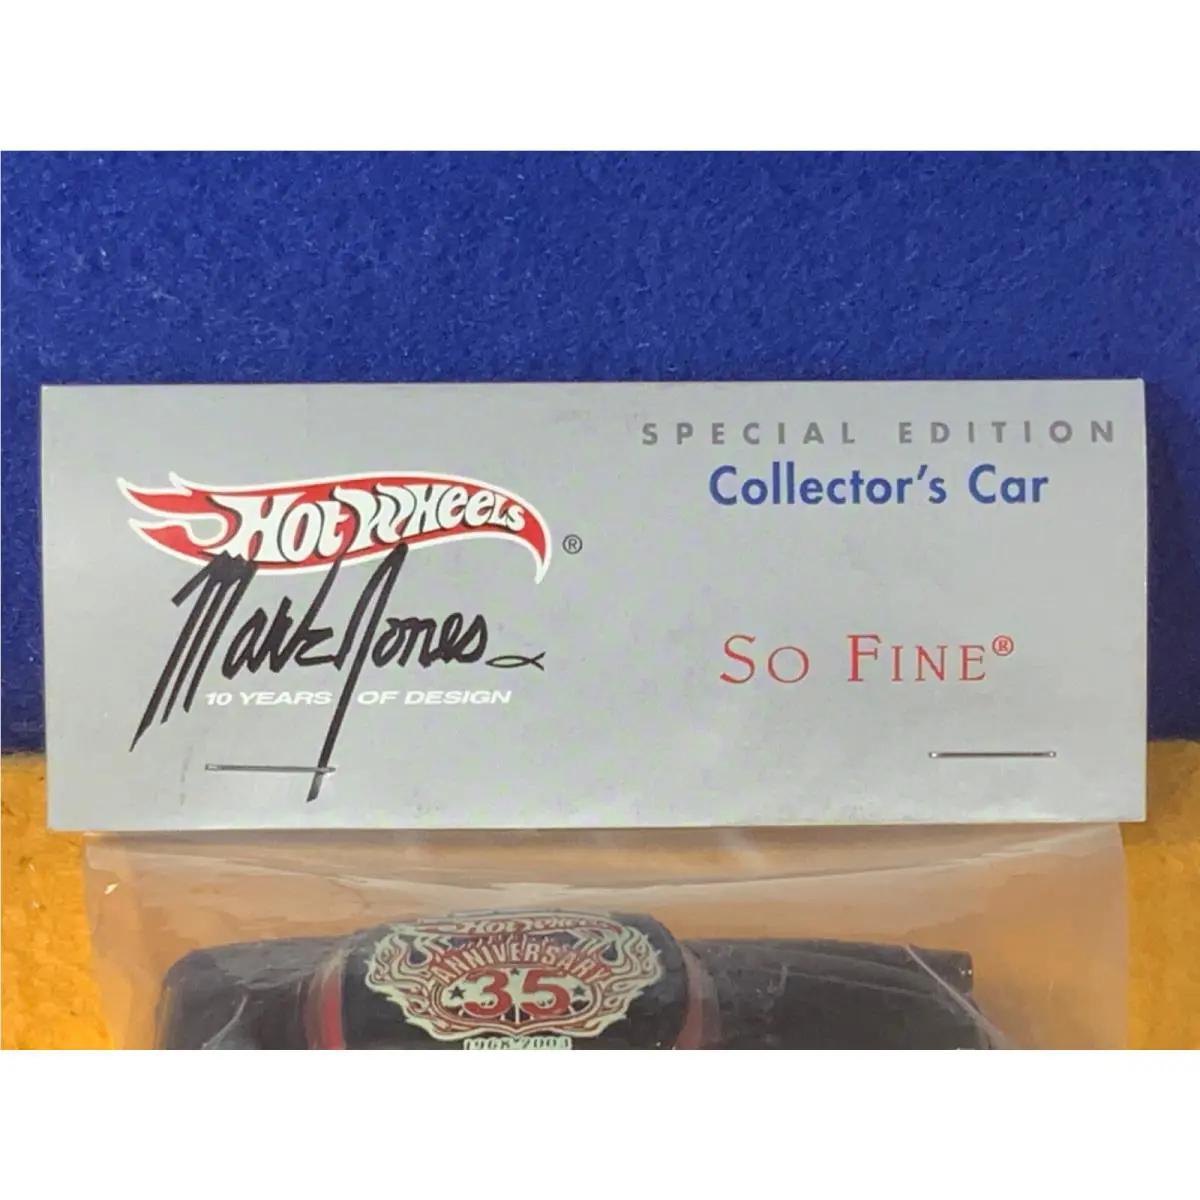 HOT WHEELS ®
Mark Jones
10 YEARS OF DESIGN
SPECIAL EDITION
Collector's Car
SO FINE®
HOT WHEELS
ANNIVERSARY
35
1968-2003